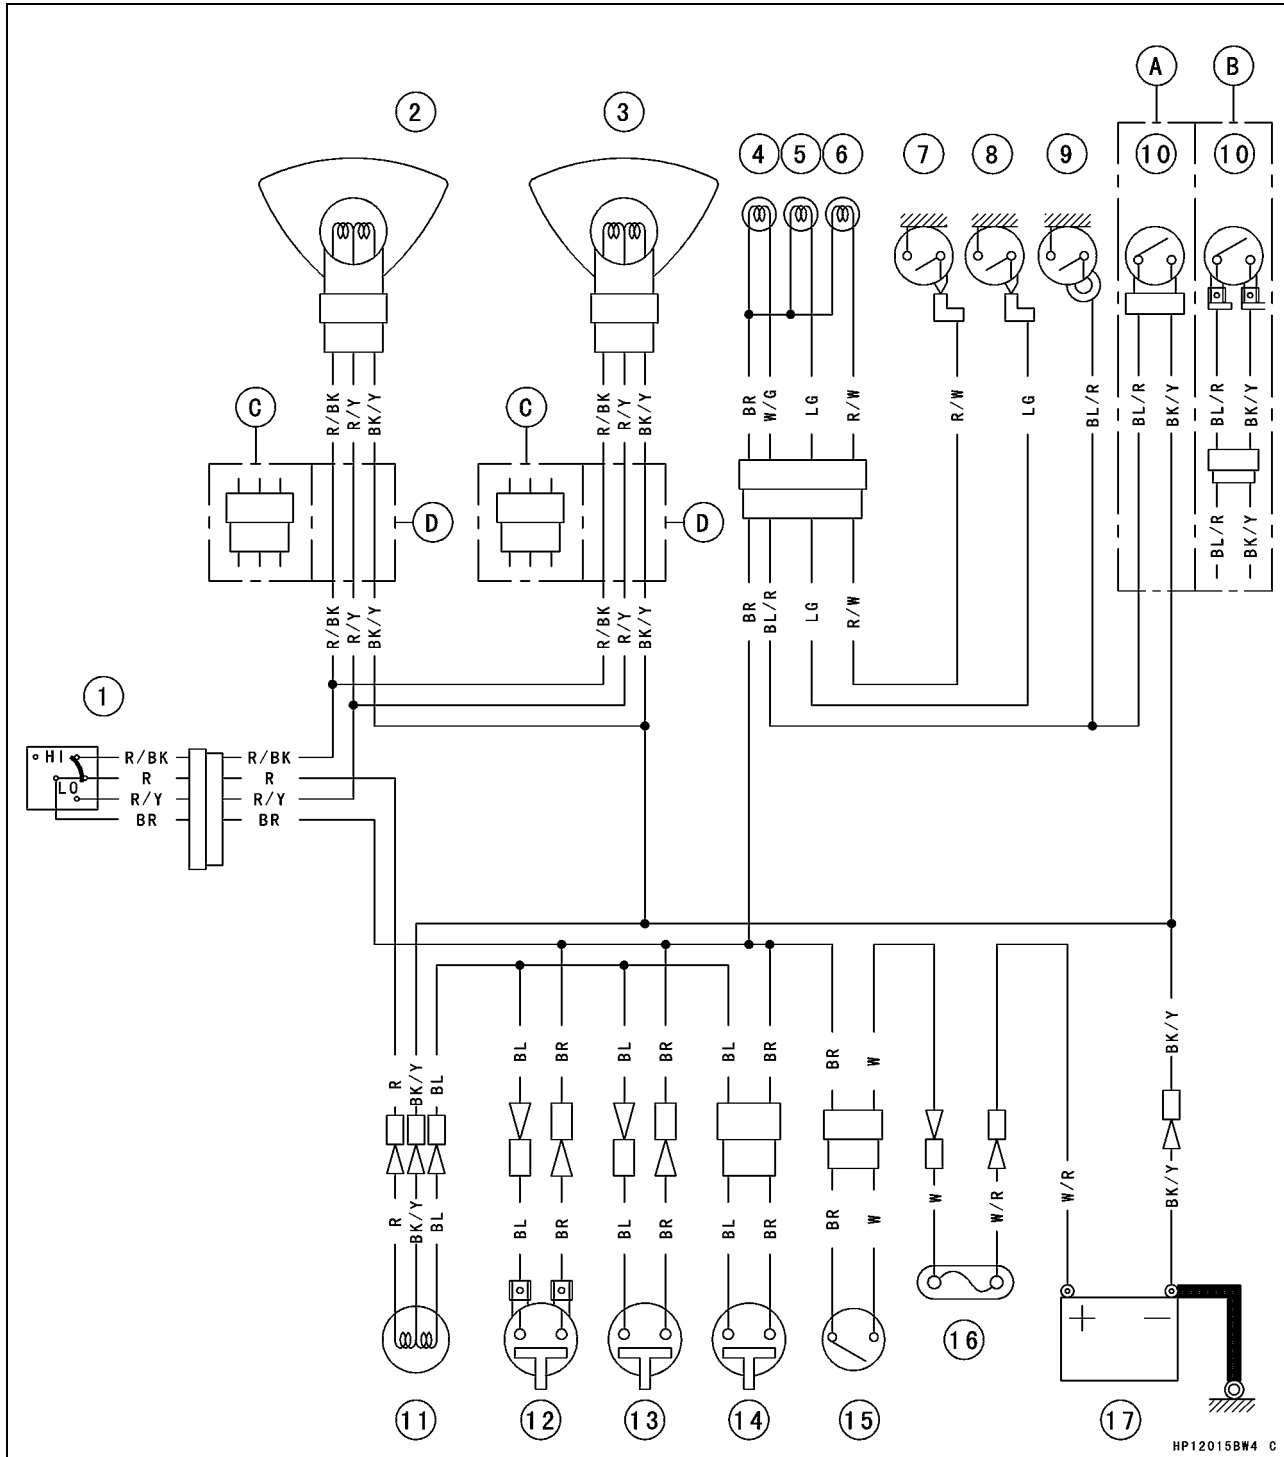 A B
2 3
4 5 6 7 8 9 10 10
R/BK R/Y BK/Y R/BK R/Y BK/Y BR W/G LG R/W R/W LG BL/R BL/R BK/Y BL/R BK/Y
C C
D D
BL/R BK/Y
R/BK R/Y BK/Y R/BK R/Y BK/Y BR BL/R LG R/W
1
HI R/BK R/BK
R R
LO R/Y R/Y
BR BR
R BK/Y BL BL BR BL BR BL BR BR W BK/Y
R BK/Y BL BL BR BL BR BL BR BR W W W/R W/R BK/Y
+ −
16
11 12 13 14 15 17
HP12015BW4 C